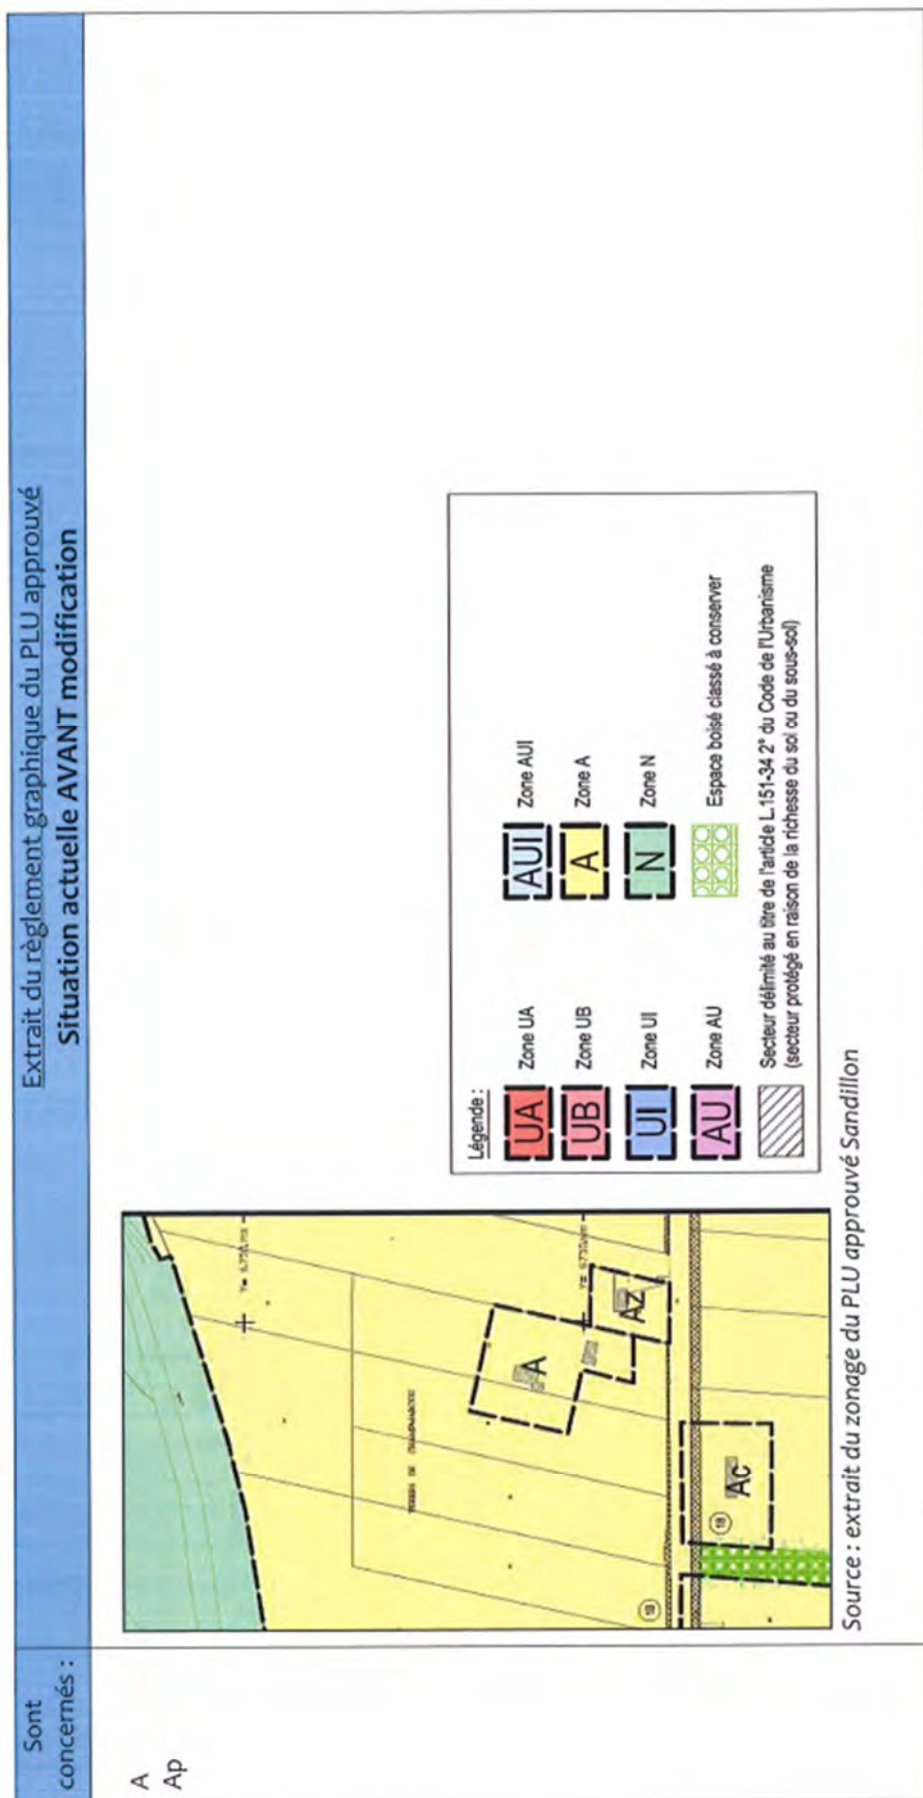 Sont
concernés :
Extrait du règlement graphique du PLU approuvé
Situation actuelle AVANT modification
A
Ap
A
Az
Ac
18
18
Source : extrait du zonage du PLU approuvé Sandillon
Légende :
UA Zone UA
UB Zone UB
UI Zone UI
AU Zone AU
AUI Zone AUI
A Zone A
N Zone N
Espace boisé classé à conserver
Secteur délimité au titre de l'article L.151-34 2° du Code de l'Urbanisme
(secteur protégé en raison de la richesse du sol ou du sous-sol)